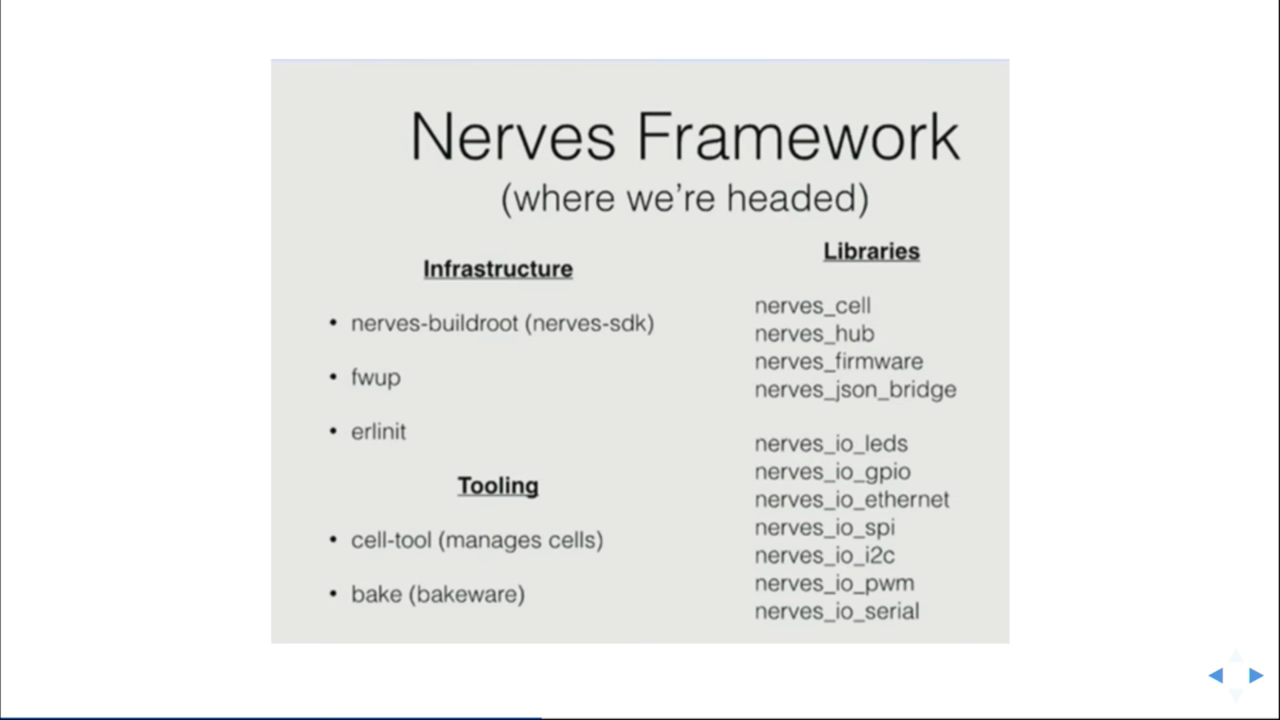 Nerves Framework
(where we're headed)
Infrastructure
• nerves-buildroot (nerves-sdk)
• fwup
• erlinit
Tooling
• cell-tool (manages cells)
• bake (bakeware)
Libraries
nerves_cell
nerves_hub
nerves_firmware
nerves_json_bridge
nerves_io_leds
nerves_io_gpio
nerves_io_ethernet
nerves_io_spi
nerves_io_i2c
nerves_io_pwm
nerves_io_serial